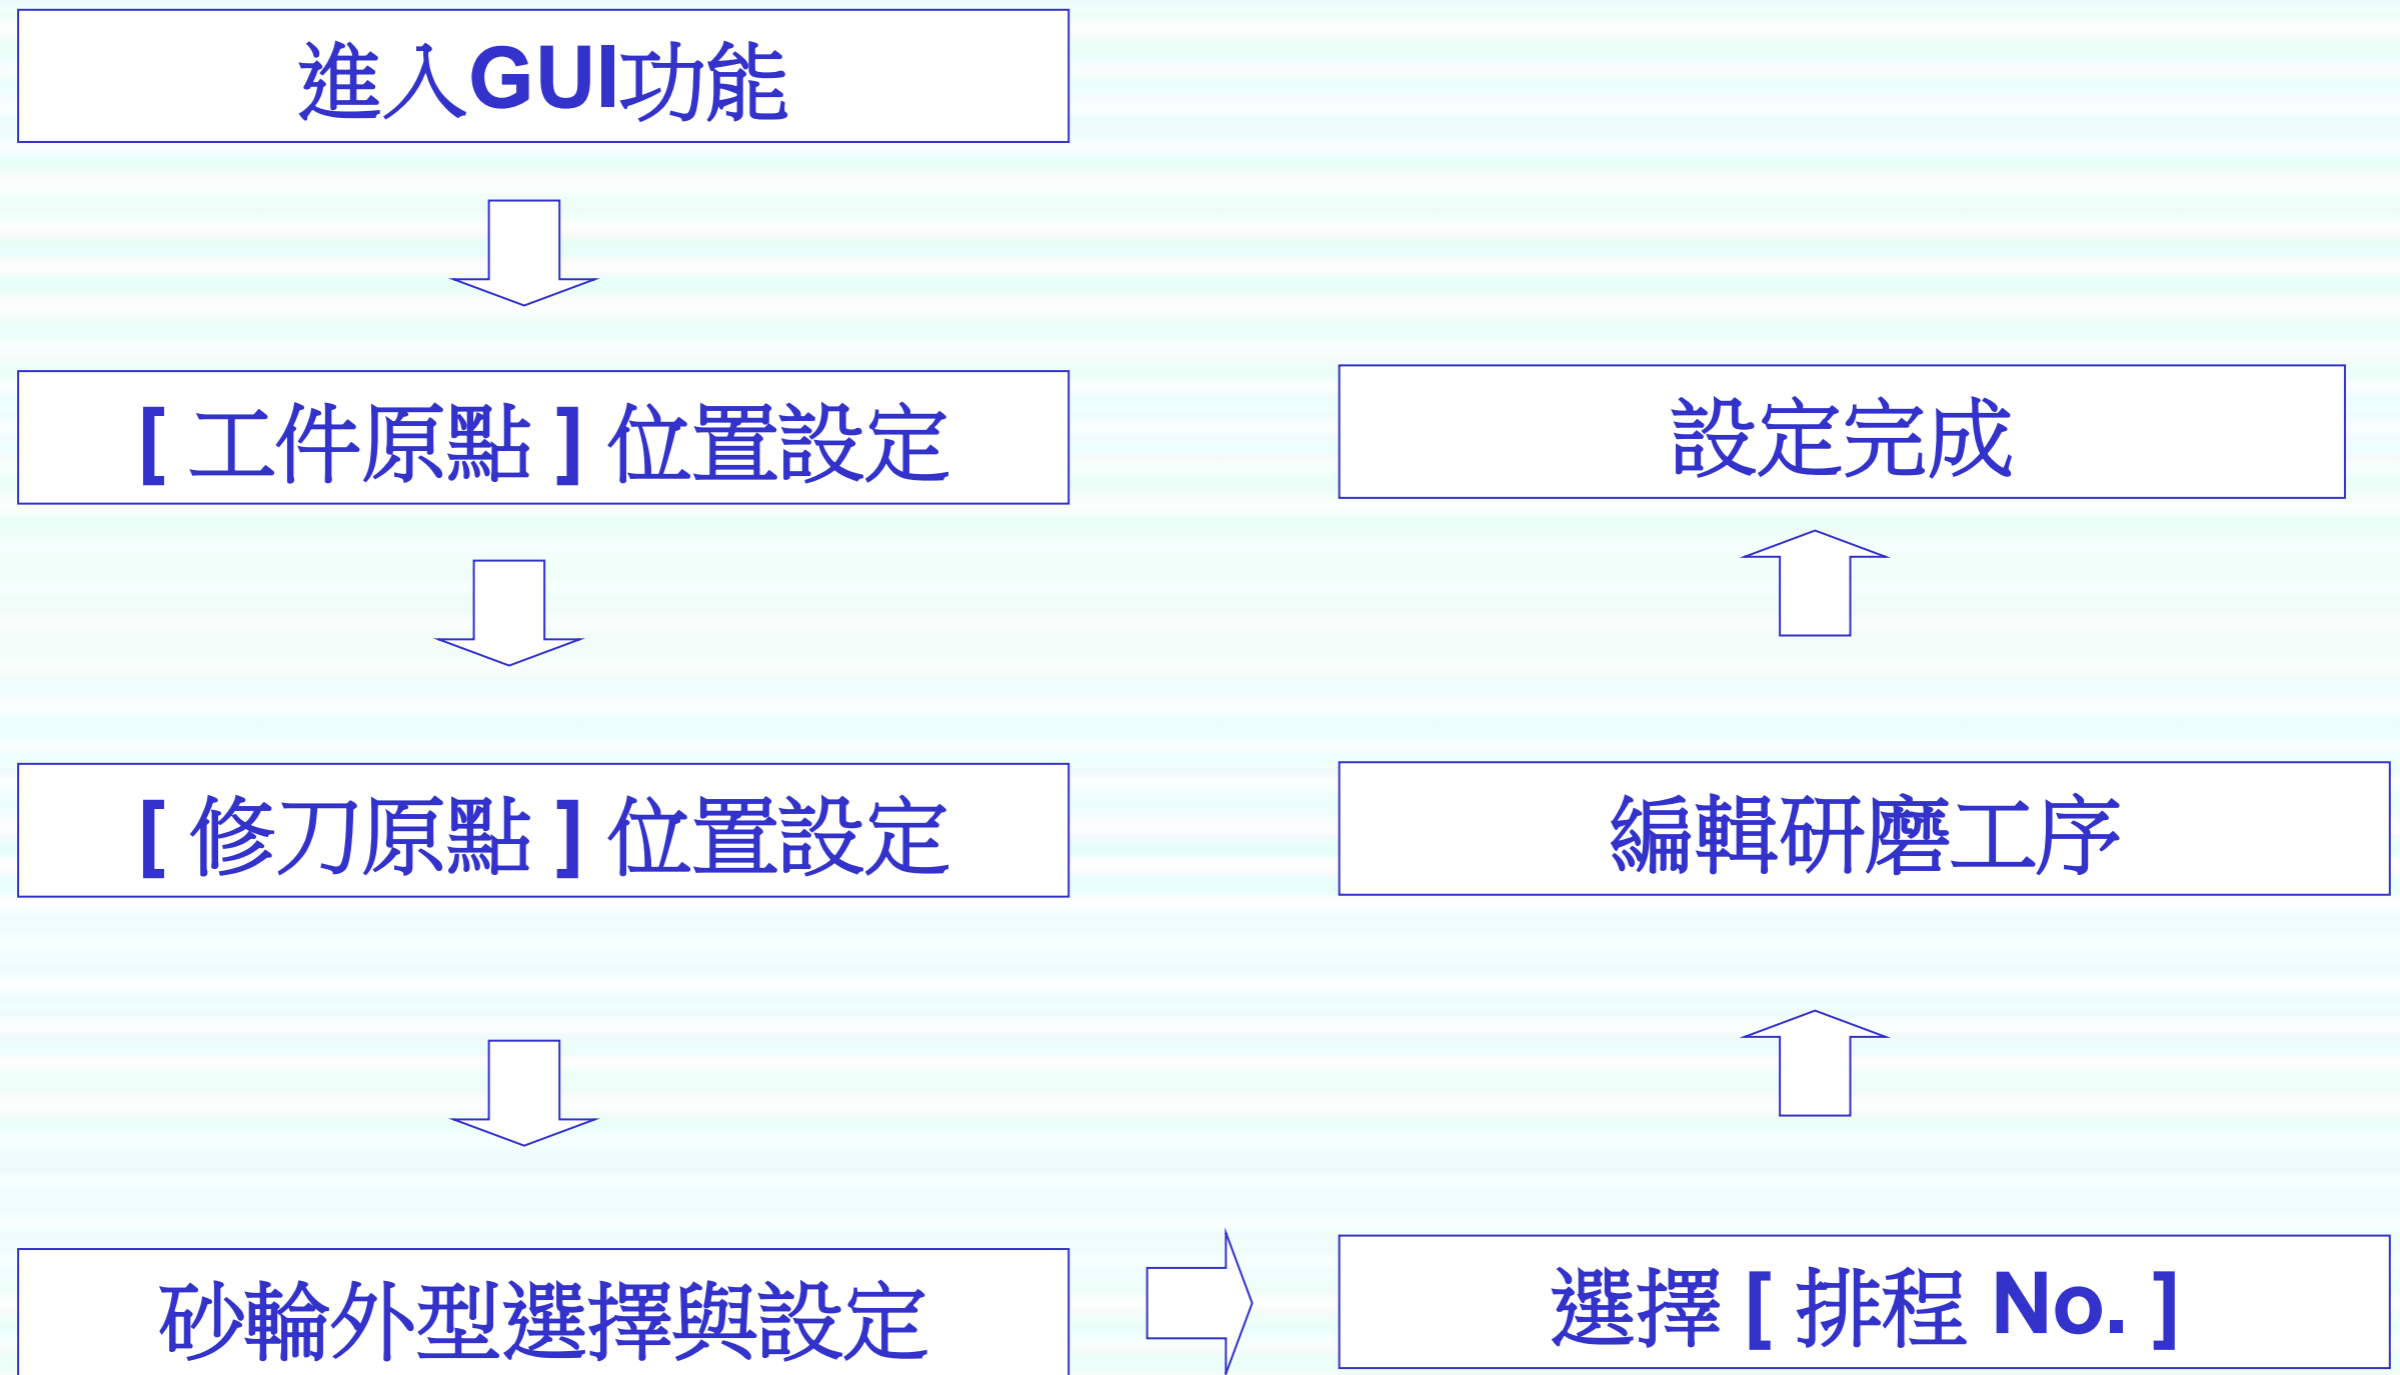 進入GUI功能
[ 工件原點 ] 位置設定
[ 修刀原點 ] 位置設定
砂輪外型選擇與設定
選擇 [ 排程 No. ]
編輯研磨工序
設定完成